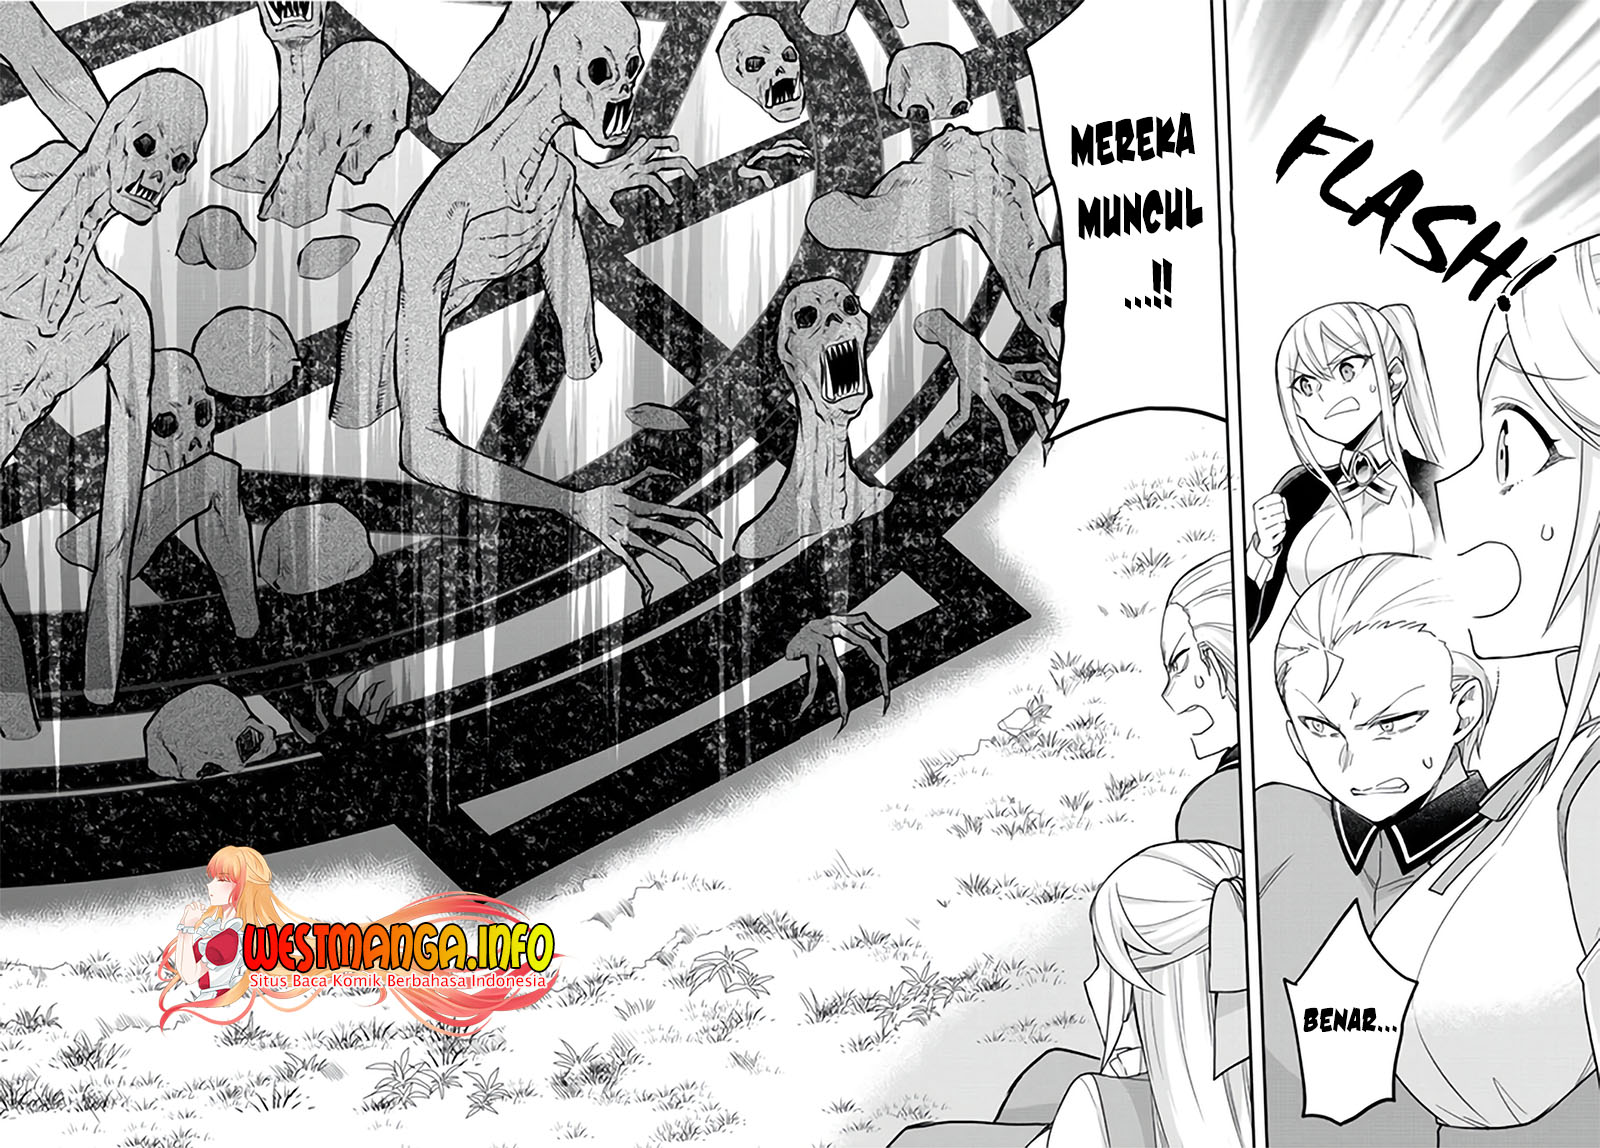 FLASH!
MEREKA
MUNCUL
...!!
BENAR...
WESTMANGA.INFO
Situs Baca Komik Berbahasa Indonesia